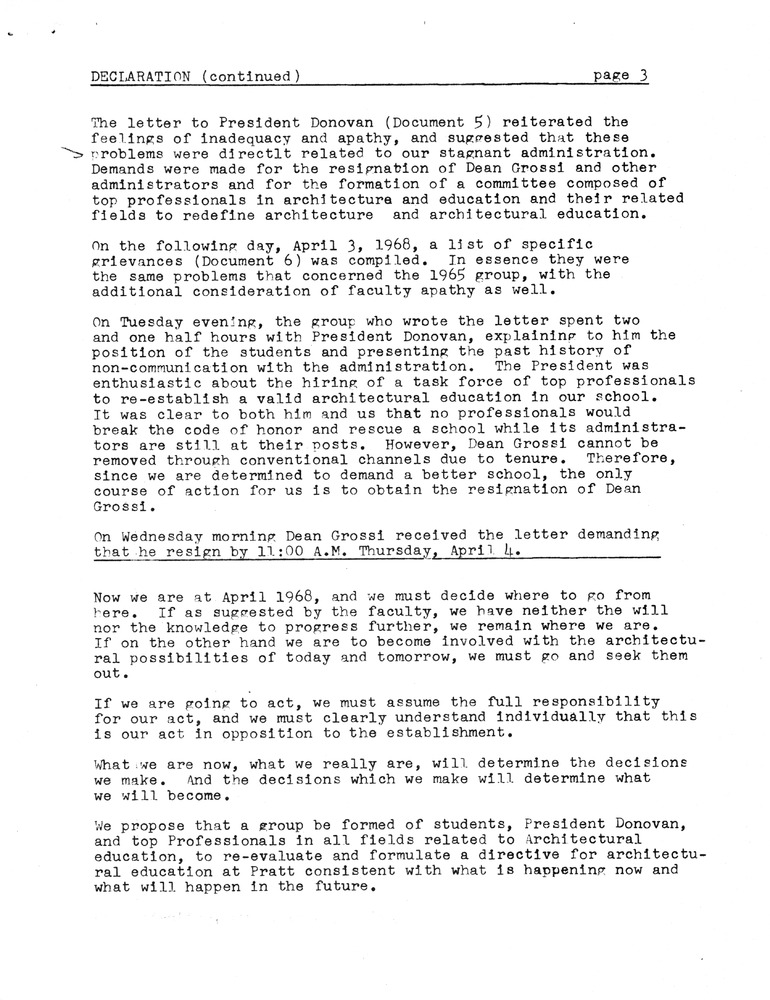 DECLARATION (continued) page 3
The letter to President Donovan (Document 5) reiterated the
feelings of inadequacy and apathy, and suggested that these
problems were directlt related to our stagnant administration.
Demands were made for the resignation of Dean Grossi and other
administrators and for the formation of a committee composed of
top professionals in architecture and education and their related
fields to redefine architecture and architectural education.
On the following day, April 3, 1968, a list of specific
grievances (Document 6) was compiled. In essence they were
the same problems that concerned the 1965 group, with the
additional consideration of faculty apathy as well.
On Tuesday evening, the group who wrote the letter spent two
and one half hours with President Donovan, explaining to him the
position of the students and presenting the past history of
non-communication with the administration. The President was
enthusiastic about the hiring of a task force of top professionals
to re-establish a valid architectural education in our school.
It was clear to both him and us that no professionals would
break the code of honor and rescue a school while its administra-
tors are still at their posts. However, Dean Grossi cannot be
removed through conventional channels due to tenure. Therefore,
since we are determined to demand a better school, the only
course of action for us is to obtain the resignation of Dean
Grossi.
On Wednesday morning Dean Grossi received the letter demanding
that he resign by 11:00 A.M. Thursday, April 4.
Now we are at April 1968, and we must decide where to go from
here. If as suggested by the faculty, we have neither the will
nor the knowledge to progress further, we remain where we are.
If on the other hand we are to become involved with the architectu-
ral possibilities of today and tomorrow, we must go and seek them
out.
If we are going to act, we must assume the full responsibility
for our act, and we must clearly understand individually that this
is our act in opposition to the establishment.
What we are now, what we really are, will determine the decisions
we make. And the decisions which we make will determine what
we will become.
We propose that a group be formed of students, President Donovan,
and top Professionals in all fields related to Architectural
education, to re-evaluate and formulate a directive for architectu-
ral education at Pratt consistent with what is happening now and
what will happen in the future.